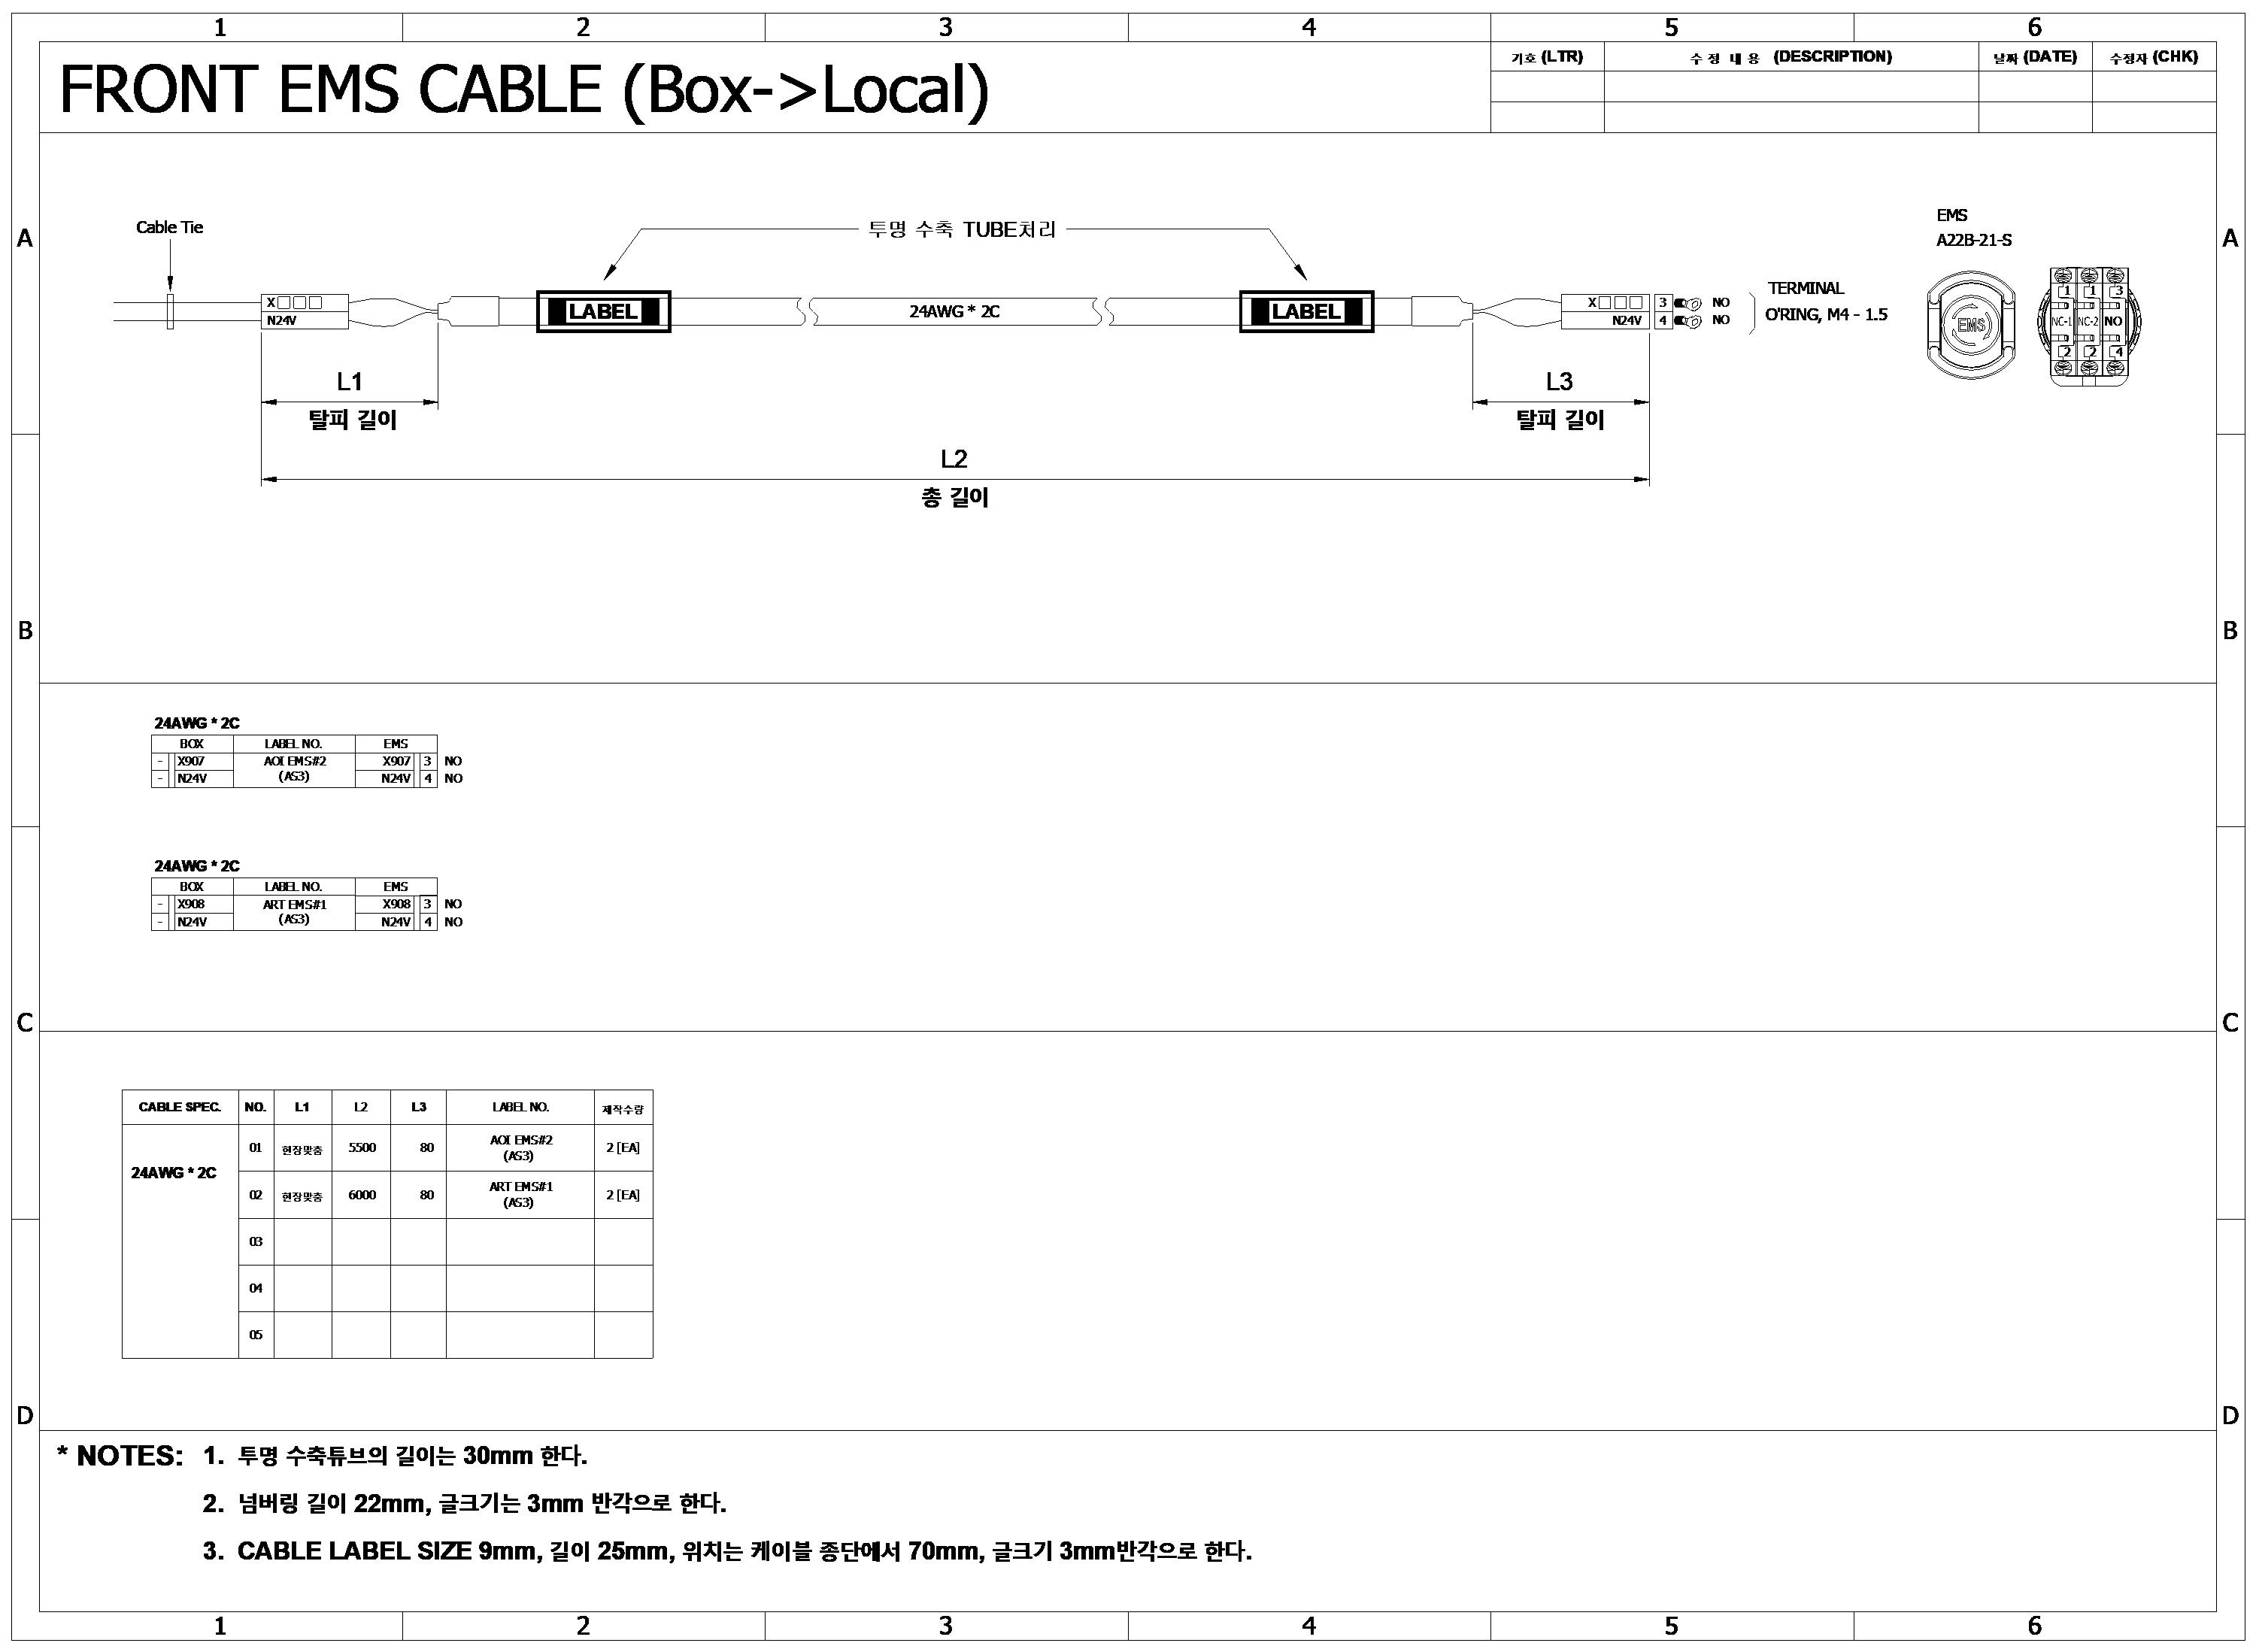 1 2 3 4 5 6
FRONT EMS CABLE (Box->Local)
기호 (LTR) 수 정 내 용 (DESCRIPTION) 날짜 (DATE) 수정자 (CHK)
A
A
Cable Tie
투명 수축 TUBE처리
EMS
A22B-21-S
X□□□
N24V
LABEL
24AWG * 2C
LABEL
X□□□ 3 NO
N24V 4 NO
TERMINAL
O'RING, M4 - 1.5
EMS
1 1 3
NC-1 NC-2 NO
2 2 4
L1
탈피 길이
L3
탈피 길이
L2
총 길이
B
B
24AWG * 2C
BOX LABEL NO. EMS
- X907 AOI EMS#2 X907 3 NO
- N24V (AS3) N24V 4 NO
24AWG * 2C
BOX LABEL NO. EMS
- X908 ART EMS#1 X908 3 NO
- N24V (AS3) N24V 4 NO
C
C
CABLE SPEC. NO. L1 L2 L3 LABEL NO. 제작수량
24AWG * 2C
01 현장맞춤 5500 80 AOI EMS#2 (AS3) 2 [EA]
02 현장맞춤 6000 80 ART EMS#1 (AS3) 2 [EA]
03
04
05
D
D
* NOTES: 1. 투명 수축튜브의 길이는 30mm 한다.
2. 넘버링 길이 22mm, 글크기는 3mm 반각으로 한다.
3. CABLE LABEL SIZE 9mm, 길이 25mm, 위치는 케이블 종단에서 70mm, 글크기 3mm반각으로 한다.
1 2 3 4 5 6